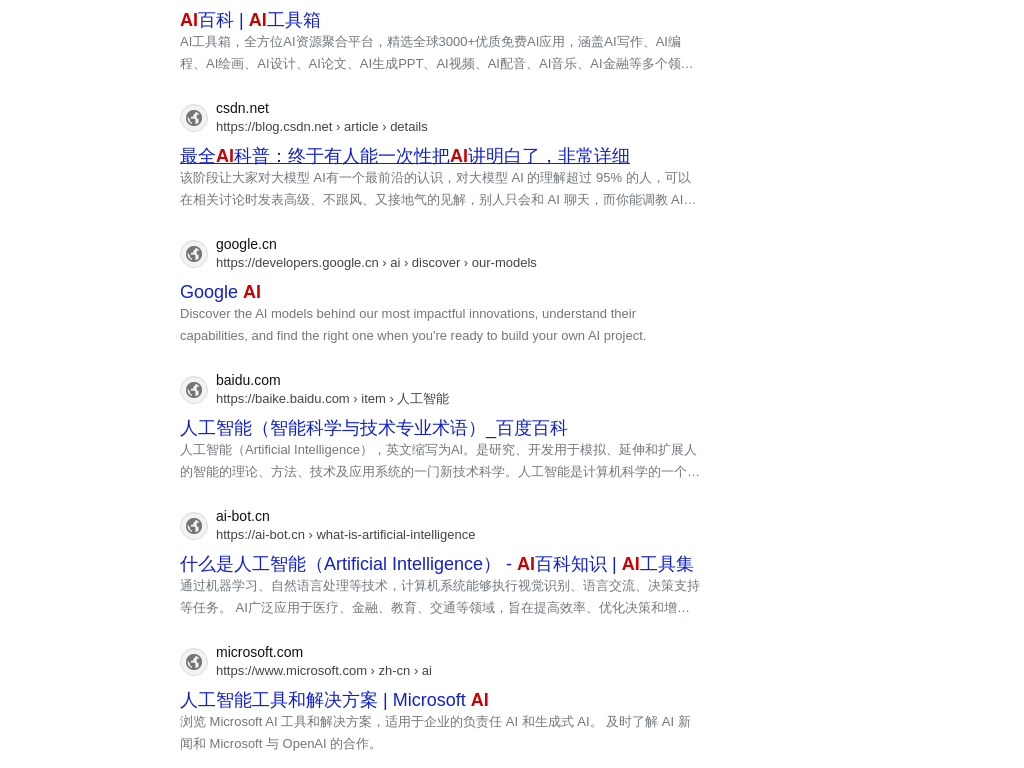 AI百科 | AI工具箱
AI工具箱，全方位AI资源聚合平台，精选全球3000+优质免费AI应用，涵盖AI写作、AI编
程、AI绘画、AI设计、AI论文、AI生成PPT、AI视频、AI配音、AI音乐、AI金融等多个领…
csdn.net
https://blog.csdn.net › article › details
最全AI科普：终于有人能一次性把AI讲明白了，非常详细
该阶段让大家对大模型 AI有一个最前沿的认识，对大模型 AI 的理解超过 95% 的人，可以
在相关讨论时发表高级、不跟风、又接地气的见解，别人只会和 AI 聊天，而你能调教 AI…
google.cn
https://developers.google.cn › ai › discover › our-models
Google AI
Discover the AI models behind our most impactful innovations, understand their
capabilities, and find the right one when you're ready to build your own AI project.
baidu.com
https://baike.baidu.com › item › 人工智能
人工智能（智能科学与技术专业术语）_百度百科
人工智能（Artificial Intelligence），英文缩写为AI。是研究、开发用于模拟、延伸和扩展人
的智能的理论、方法、技术及应用系统的一门新技术科学。人工智能是计算机科学的一个…
ai-bot.cn
https://ai-bot.cn › what-is-artificial-intelligence
什么是人工智能（Artificial Intelligence） - AI百科知识 | AI工具集
通过机器学习、自然语言处理等技术，计算机系统能够执行视觉识别、语言交流、决策支持
等任务。 AI广泛应用于医疗、金融、教育、交通等领域，旨在提高效率、优化决策和增…
microsoft.com
https://www.microsoft.com › zh-cn › ai
人工智能工具和解决方案 | Microsoft AI
浏览 Microsoft AI 工具和解决方案，适用于企业的负责任 AI 和生成式 AI。 及时了解 AI 新
闻和 Microsoft 与 OpenAI 的合作。